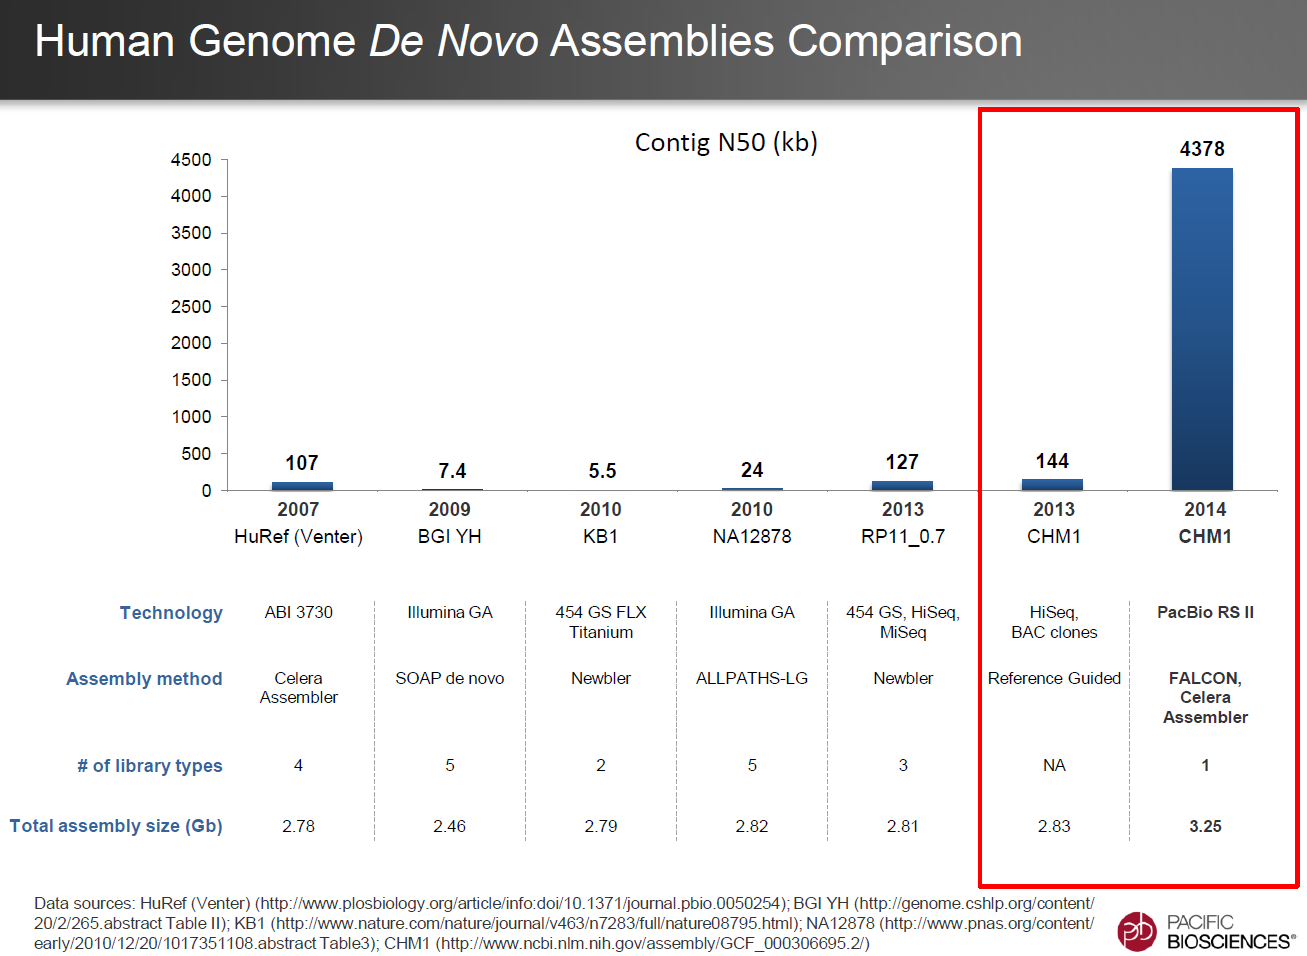 Human Genome De Novo Assemblies Comparison
Contig N50 (kb)
4500
4000
3500
3000
2500
2000
1500
1000
500
0
107
7.4
5.5
24
127
144
4378
2007 2009 2010 2010 2013 2013 2014
HuRef (Venter) BGI YH KB1 NA12878 RP11_0.7 CHM1 CHM1
Technology ABI 3730 Illumina GA 454 GS FLX Illumina GA 454 GS, HiSeq, HiSeq, PacBio RS II
Titanium MiSeq BAC clones
Assembly method Celera SOAP de novo Newbler ALLPATHS-LG Newbler Reference Guided FALCON,
Assembler Celera
Assembler
# of library types 4 5 2 5 3 NA 1
Total assembly size (Gb) 2.78 2.46 2.79 2.82 2.81 2.83 3.25
Data sources: HuRef (Venter) (http://www.plosbiology.org/article/info:doi/10.1371/journal.pbio.0050254); BGI YH (http://genome.cshlp.org/content/
20/2/265.abstract Table II); KB1 (http://www.nature.com/nature/journal/v463/n7283/full/nature08795.html); NA12878 (http://www.pnas.org/content/
early/2010/12/20/1017351108.abstract Table3); CHM1 (http://www.ncbi.nlm.nih.gov/assembly/GCF_000306695.2/)
PACIFIC
BIOSCIENCES®